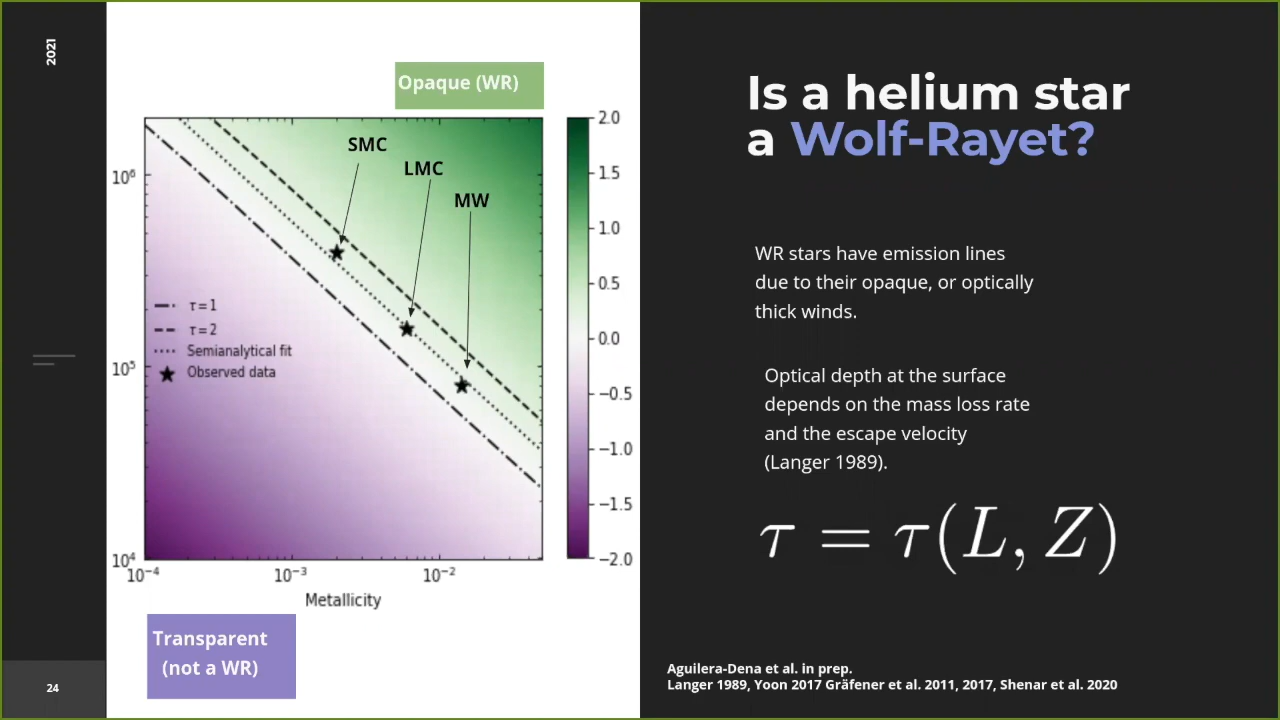 2021
Opaque (WR)
SMC
LMC
MW
10⁶
10⁵
10⁴
τ=1
τ=2
Semianalytical fit
Observed data
10⁻⁴
10⁻³
10⁻²
Metallicity
2.0
1.5
1.0
0.5
0.0
−0.5
−1.0
−1.5
−2.0
Transparent
(not a WR)
24
Is a helium star
a Wolf-Rayet?
WR stars have emission lines
due to their opaque, or optically
thick winds.
Optical depth at the surface
depends on the mass loss rate
and the escape velocity
(Langer 1989).
τ = τ(L, Z)
Aguilera-Dena et al. in prep.
Langer 1989, Yoon 2017 Gräfener et al. 2011, 2017, Shenar et al. 2020